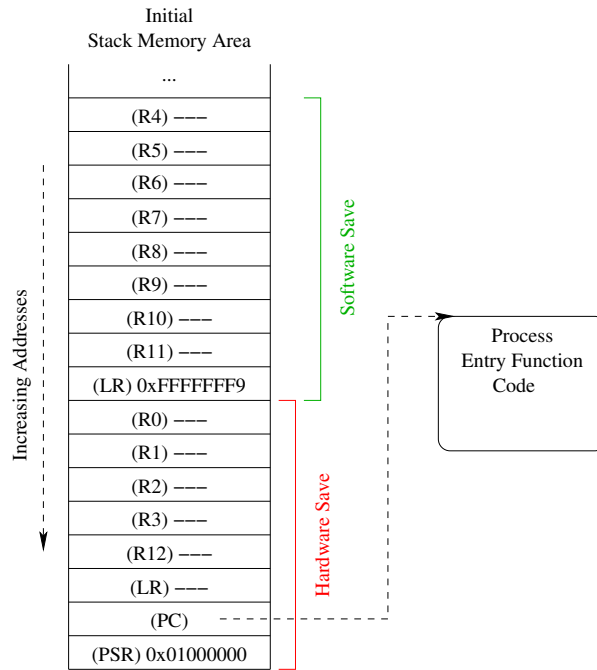 Initial
Stack Memory Area
...
(R4) −−−
(R5) −−−
(R6) −−−
(R7) −−−
(R8) −−−
(R9) −−−
(R10) −−−
(R11) −−−
(LR) 0xFFFFFFF9
(R0) −−−
(R1) −−−
(R2) −−−
(R3) −−−
(R12) −−−
(LR) −−−
(PC)
(PSR) 0x01000000
Increasing Addresses
Software Save
Hardware Save
Process
Entry Function
Code